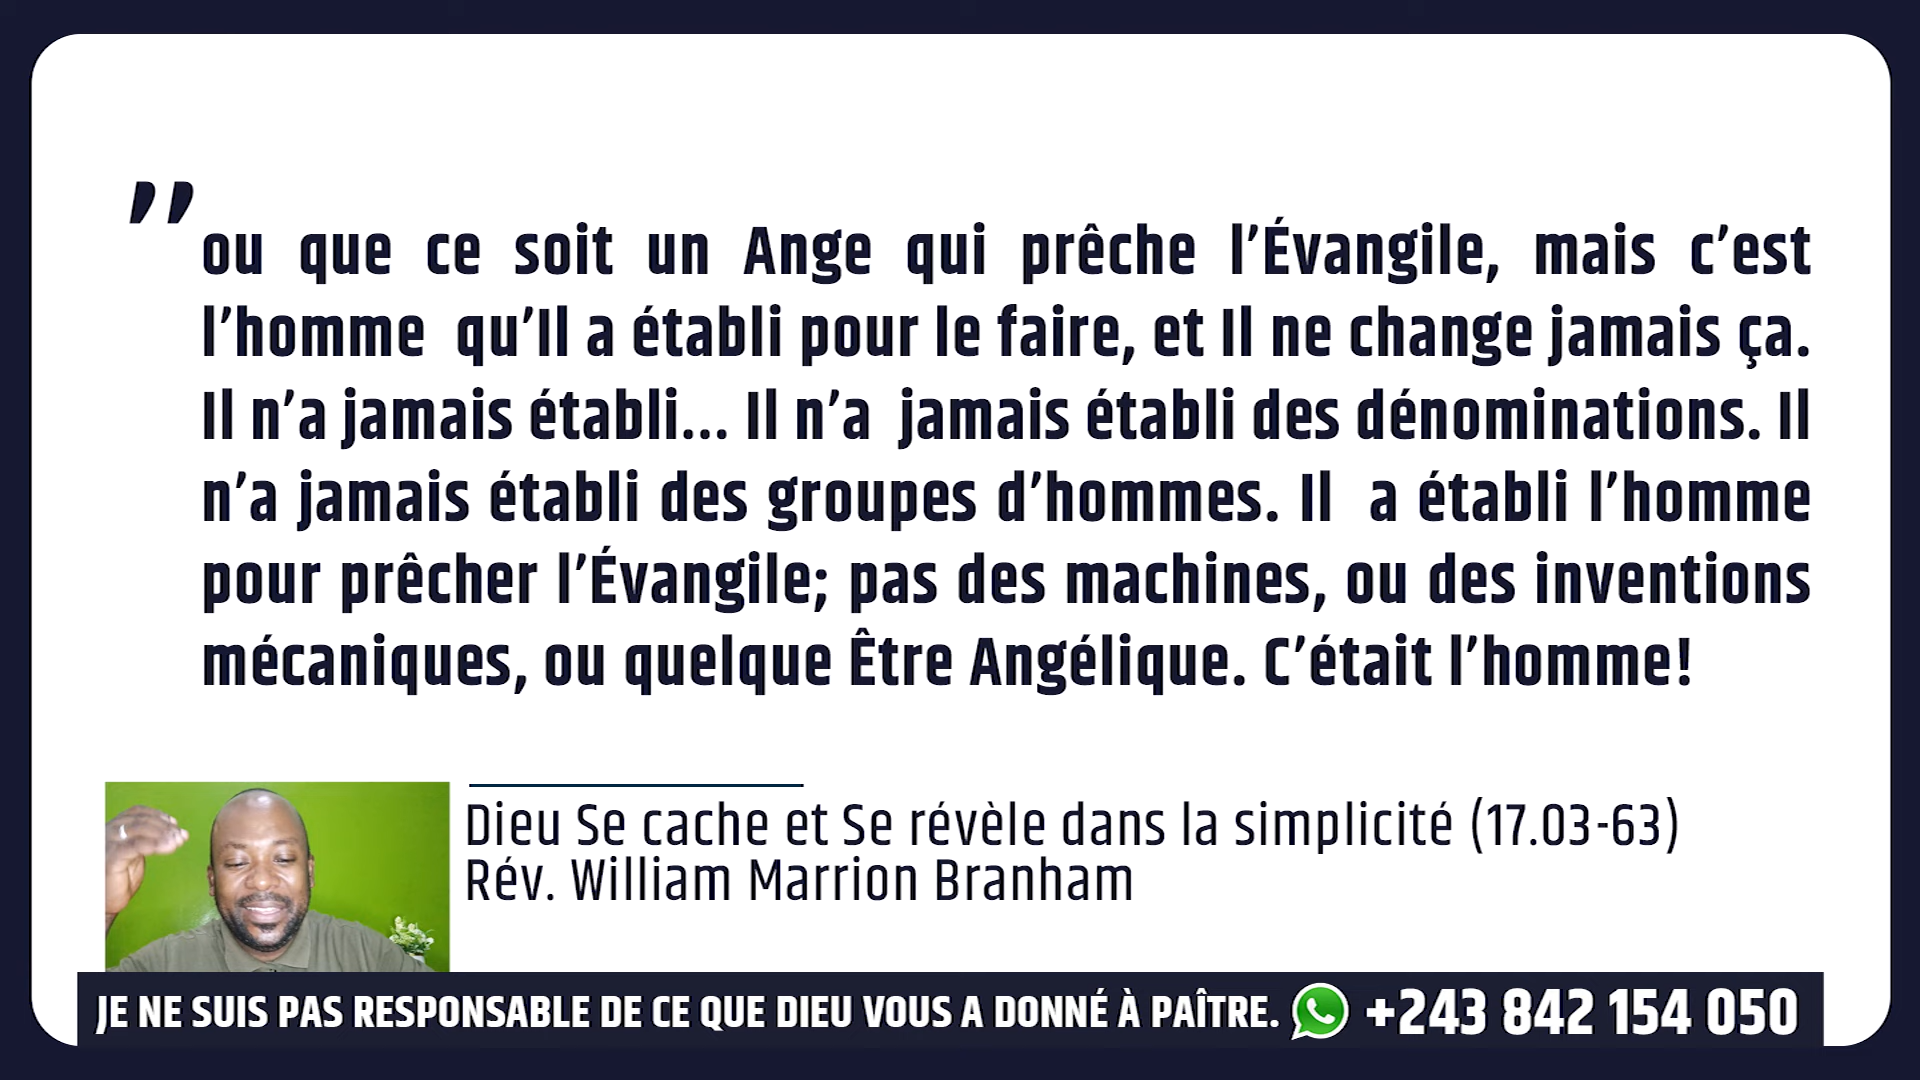 ” ou que ce soit un Ange qui prêche l’Évangile, mais c’est
l’homme qu’Il a établi pour le faire, et Il ne change jamais ça.
Il n’a jamais établi... Il n’a jamais établi des dénominations. Il
n’a jamais établi des groupes d’hommes. Il a établi l’homme
pour prêcher l’Évangile; pas des machines, ou des inventions
mécaniques, ou quelque Être Angélique. C’était l’homme!
Dieu Se cache et Se révèle dans la simplicité (17.03-63)
Rév. William Marrion Branham
JE NE SUIS PAS RESPONSABLE DE CE QUE DIEU VOUS A DONNÉ À PAÎTRE. +243 842 154 050